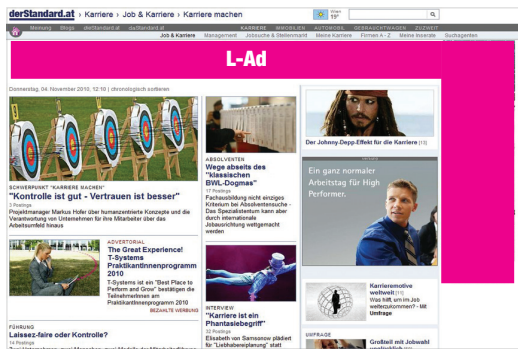 derStandard.at › Karriere › Job & Karriere › Karriere machen
Wien
19°
Meinung Blogs dieStandard.at daStandard.at KARRIERE IMMOBILIEN AUTOMOBIL GEBRAUCHTWAGEN ZUZWEIT
Job & Karriere Management Jobsuche & Stellenmarkt Meine Karriere Firmen A - Z Meine Inserate Suchagenten
L-Ad
Donnerstag, 04. November 2010, 12:10 | chronologisch sortieren
SCHWERPUNKT "KARRIERE MACHEN"
"Kontrolle ist gut - Vertrauen ist besser"
3 Postings
Projektmanager Markus Hofer über humanzentrierte Konzepte und die
Verantwortung von Unternehmen für ihre Mitarbeiter über das
Arbeitsumfeld hinaus
ADVERTORIAL
The Great Experience!
T-Systems
PraktikantInnenprogramm
2010
T-Systems ist ein "Best Place to
Perform and Grow" bestätigen die
TeilnehmerInnen am
PraktikantInnenprogramm 2010
BEZAHLTE WERBUNG
FÜHRUNG
Laissez-faire oder Kontrolle?
14 Postings
ABSOLVENTEN
Wege abseits des
"klassischen
BWL-Dogmas"
17 Postings
Fachausbildung nicht einziges
Kriterium bei Absolventensuche -
Das Spezialistentum kann aber
durch internationale
Jobausrichtung wettgemacht
werden
INTERVIEW
"Karriere ist ein
Phantasiebegriff"
32 Postings
Elisabeth von Samsonow plädiert
für "Liebhabereiplanung" statt
Der Johnny-Depp-Effekt für die Karriere [13]
Ein ganz normaler
Arbeitstag für High
Performer.
Karrieremotive
weltweit [11]
Was hilft, um im Job
weiterzukommen? - Mit
Umfrage
UMFRAGE
Großteil mit Jobwahl